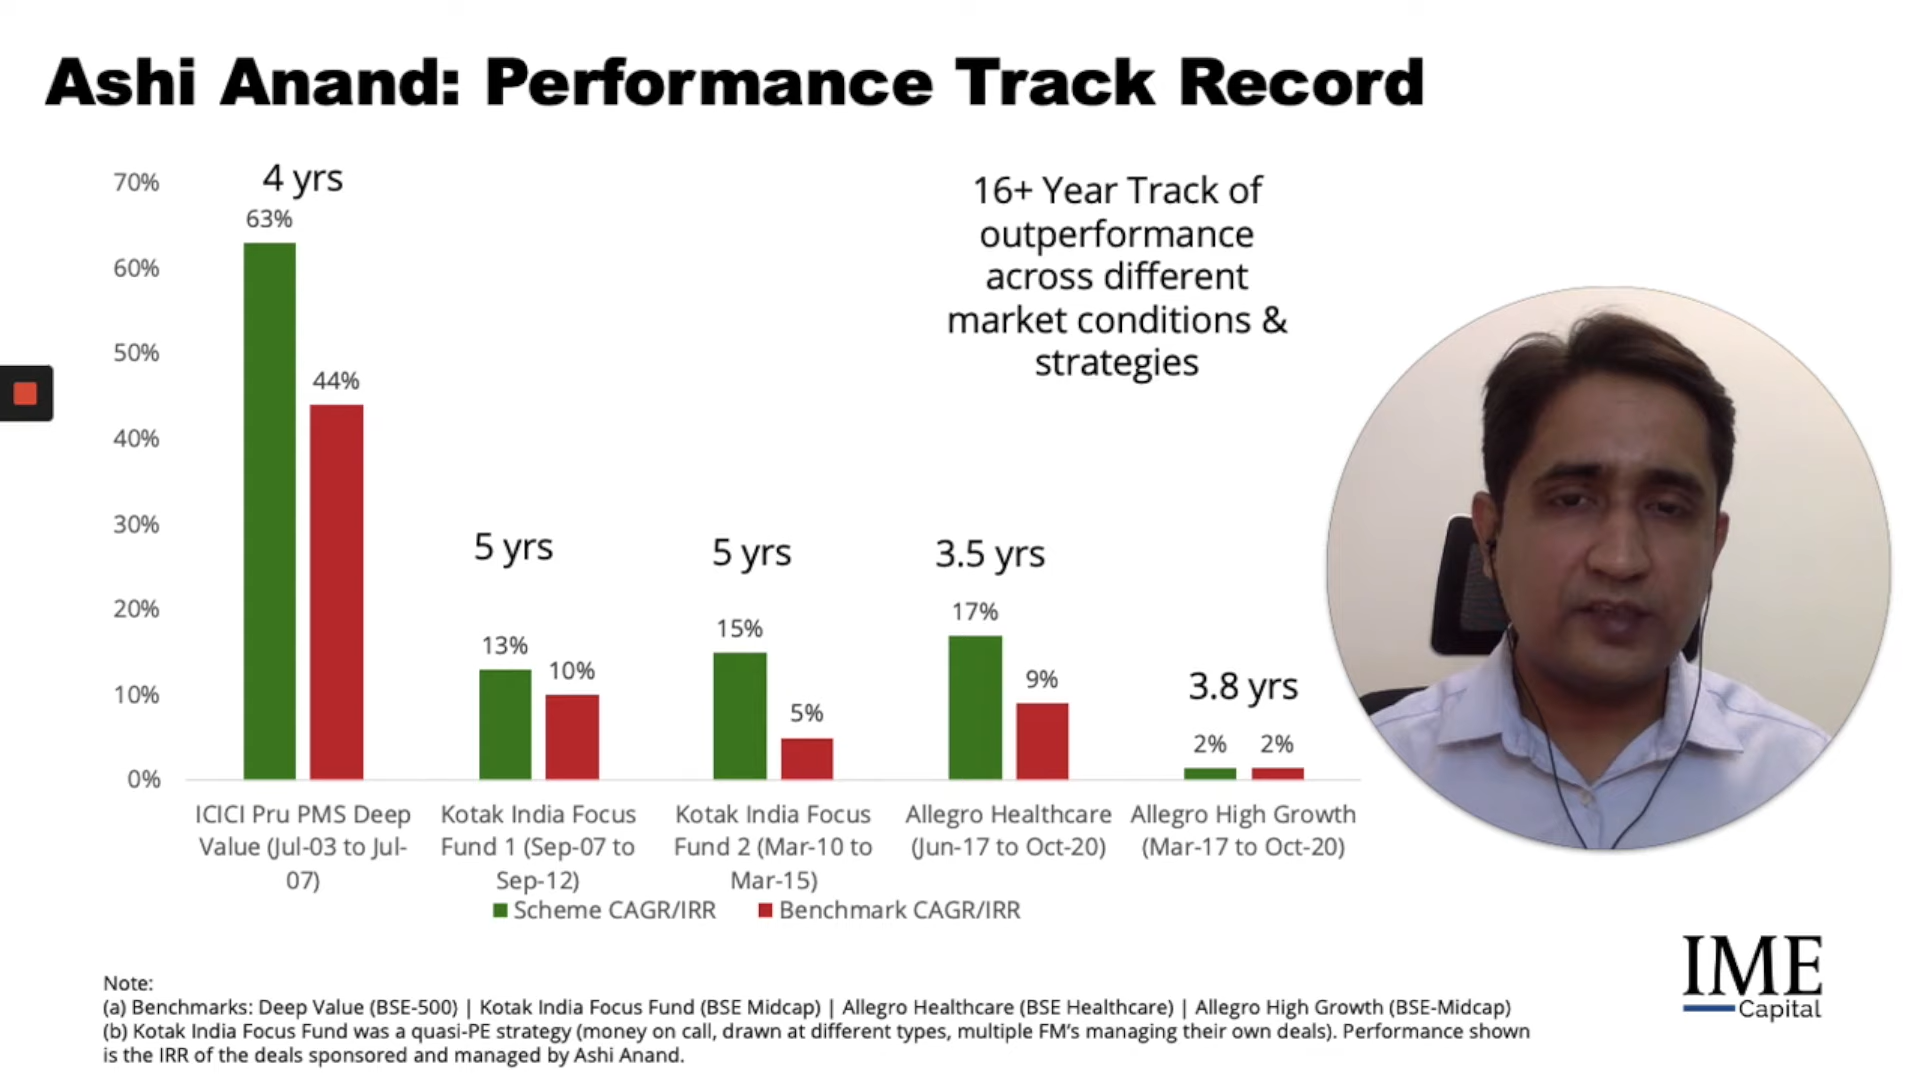 Ashi Anand: Performance Track Record
16+ Year Track of
outperformance
across different
market conditions &
strategies
70%
60%
50%
40%
30%
20%
10%
0%
4 yrs
63%
44%
5 yrs
13%
10%
5 yrs
15%
5%
3.5 yrs
17%
9%
3.8 yrs
2%
2%
ICICI Pru PMS Deep
Value (Jul-03 to Jul-
07)
Kotak India Focus
Fund 1 (Sep-07 to
Sep-12)
Kotak India Focus
Fund 2 (Mar-10 to
Mar-15)
Allegro Healthcare
(Jun-17 to Oct-20)
Allegro High Growth
(Mar-17 to Oct-20)
Scheme CAGR/IRR
Benchmark CAGR/IRR
IME
Capital
Note:
(a) Benchmarks: Deep Value (BSE-500) | Kotak India Focus Fund (BSE Midcap) | Allegro Healthcare (BSE Healthcare) | Allegro High Growth (BSE-Midcap)
(b) Kotak India Focus Fund was a quasi-PE strategy (money on call, drawn at different types, multiple FM's managing their own deals). Performance shown
is the IRR of the deals sponsored and managed by Ashi Anand.